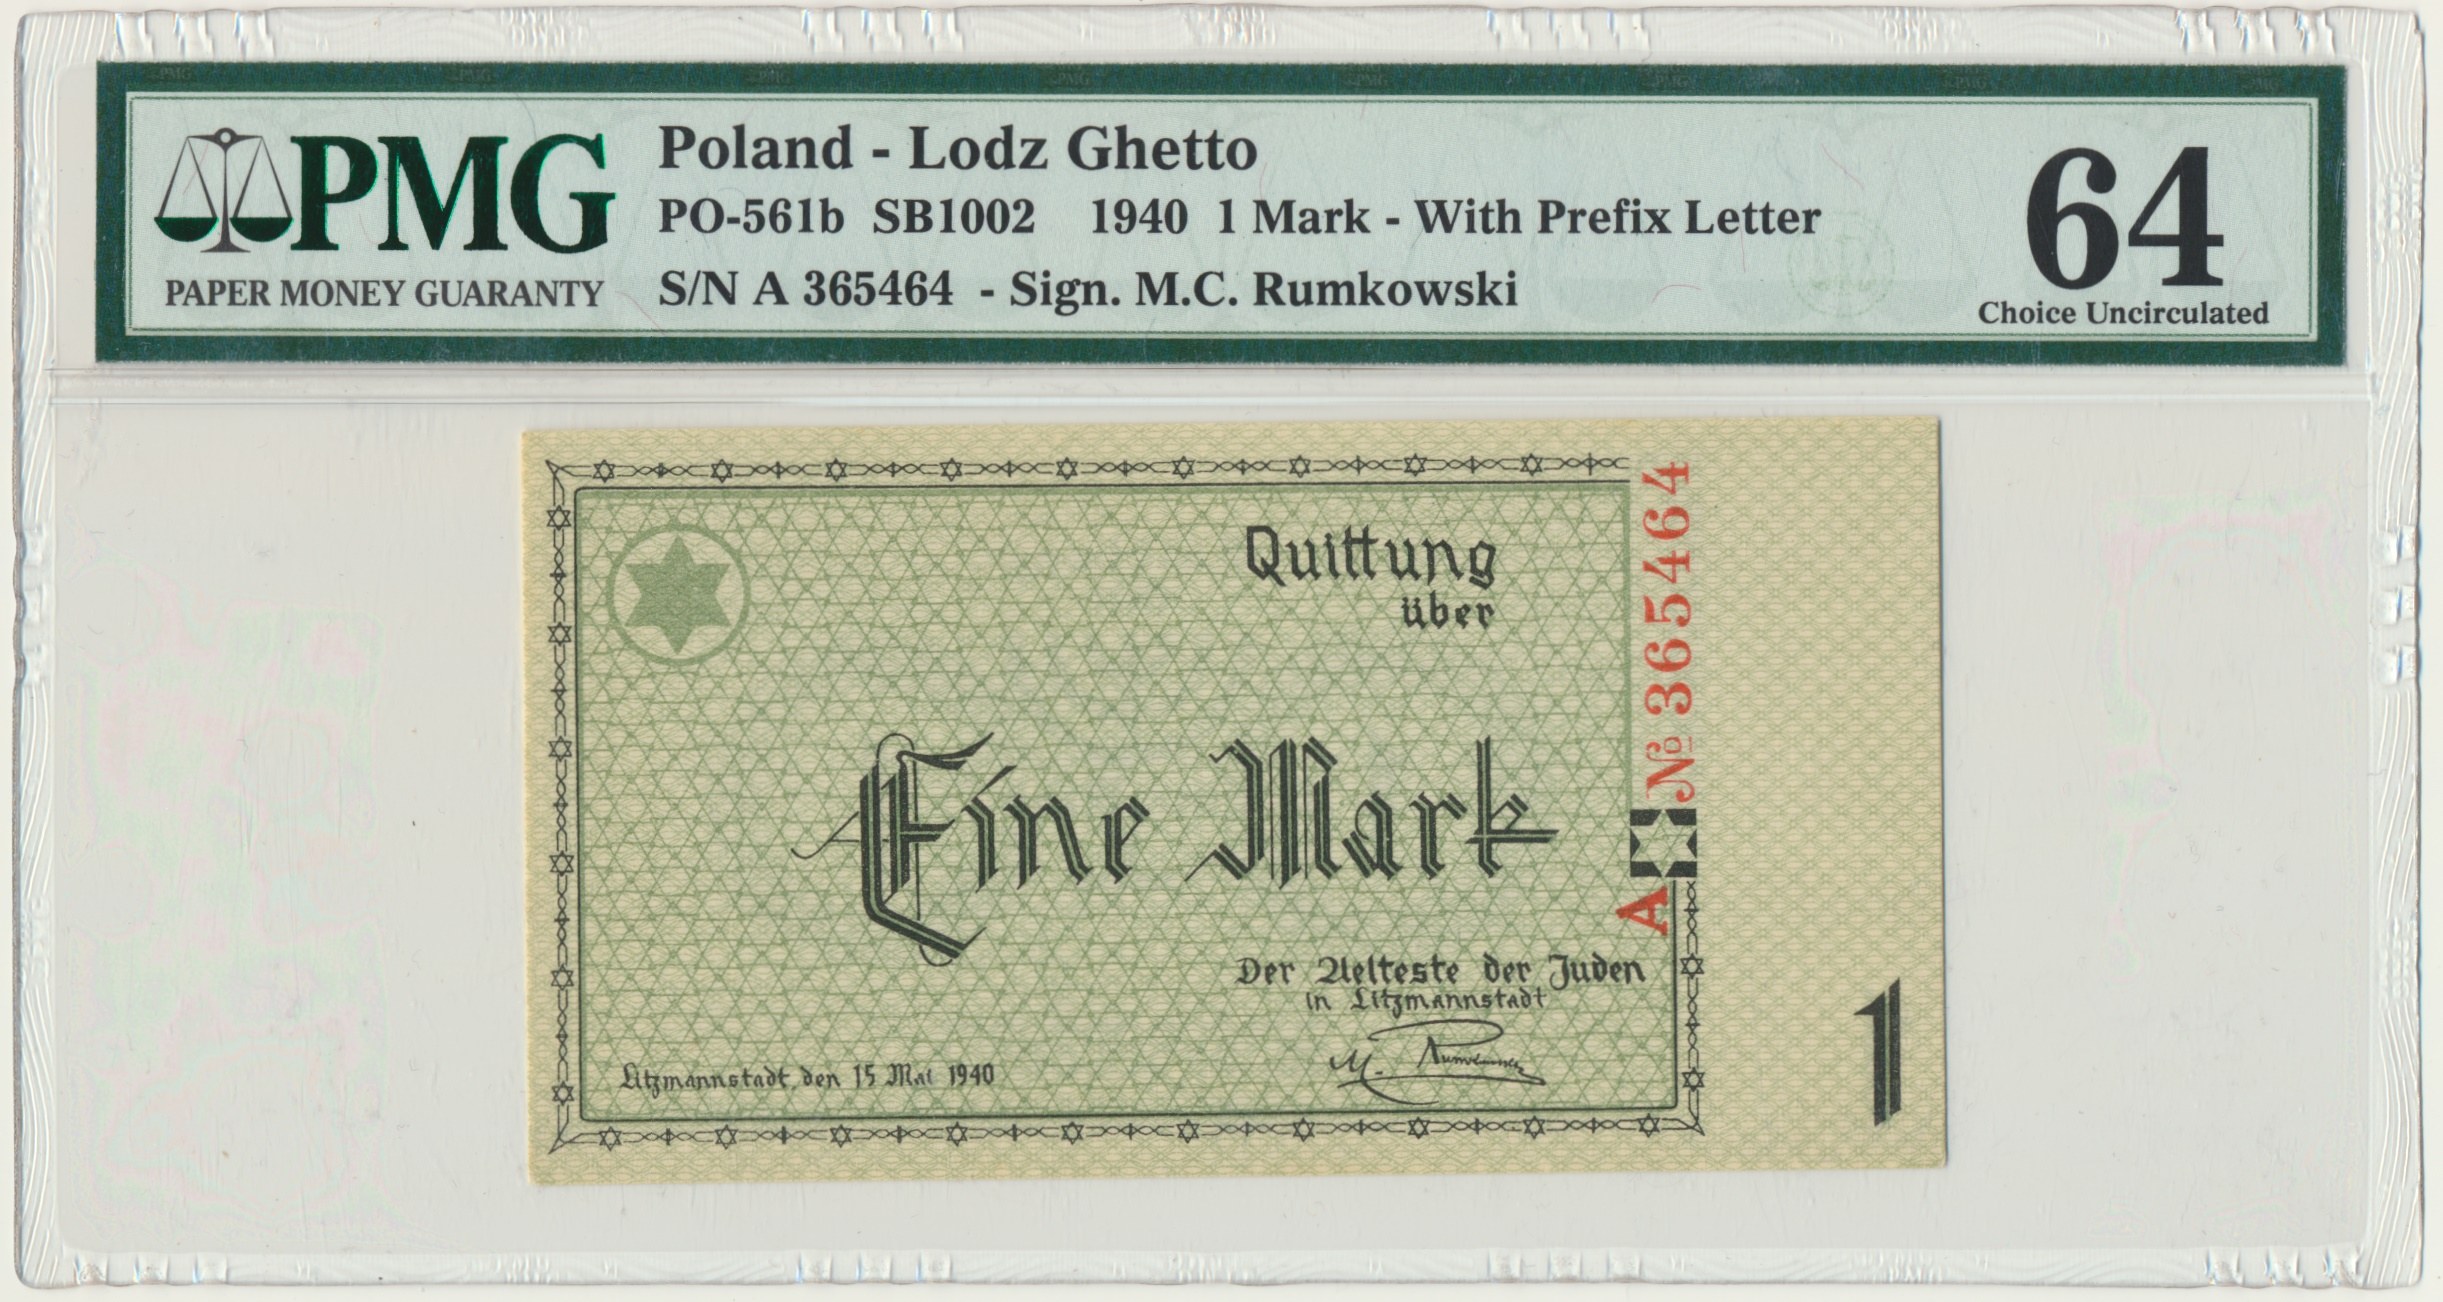 PMG
PAPER MONEY GUARANTY
Poland - Lodz Ghetto
PO-561b SB1002 1940 1 Mark - With Prefix Letter
S/N A 365464 - Sign. M.C. Rumkowski
64
Choice Uncirculated
Quittung
über
Eine Mark
Der Aelteste der Juden
in Litzmannstadt
M. Rumkowski
Litzmannstadt, den 15 Mai 1940
A № 365464
1